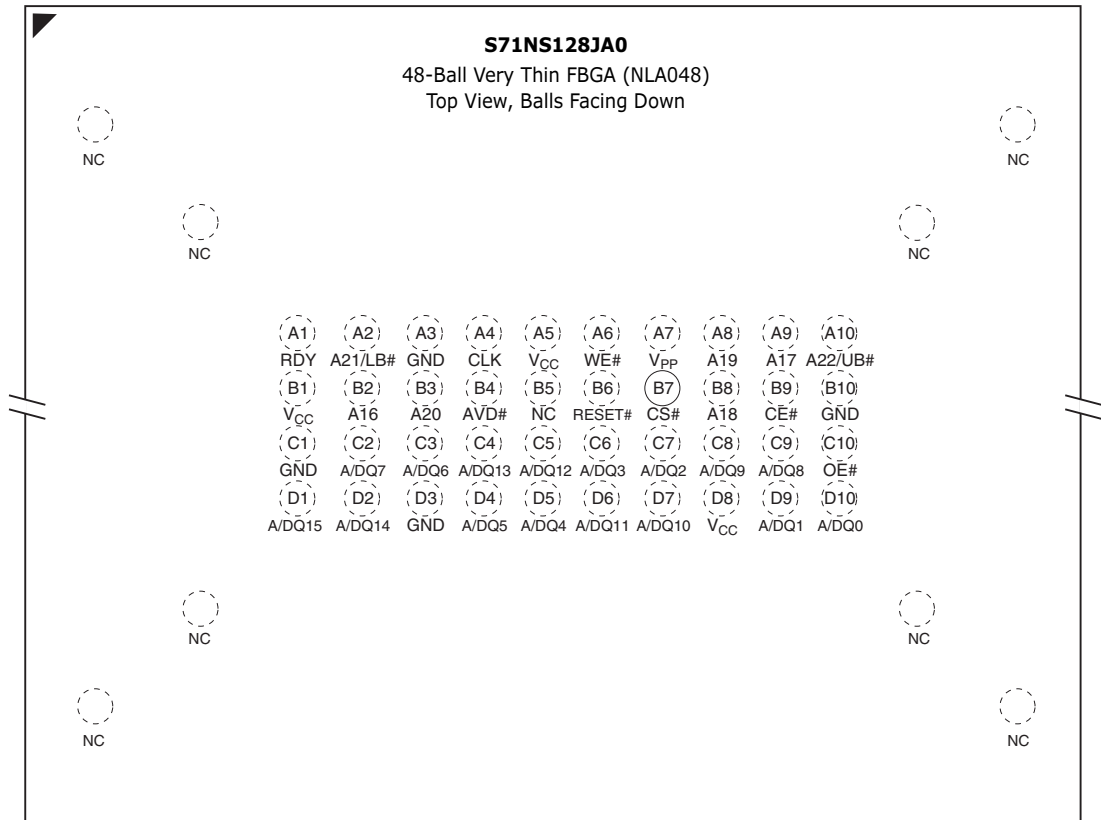 S71NS128JA0
48-Ball Very Thin FBGA (NLA048)
Top View, Balls Facing Down
NC NC
NC NC
A1 A2 A3 A4 A5 A6 A7 A8 A9 A10
RDY A21/LB# GND CLK VCC WE# VPP A19 A17 A22/UB#
B1 B2 B3 B4 B5 B6 B7 B8 B9 B10
VCC A16 A20 AVD# NC RESET# CS# A18 CE# GND
C1 C2 C3 C4 C5 C6 C7 C8 C9 C10
GND A/DQ7 A/DQ6 A/DQ13 A/DQ12 A/DQ3 A/DQ2 A/DQ9 A/DQ8 OE#
D1 D2 D3 D4 D5 D6 D7 D8 D9 D10
A/DQ15 A/DQ14 GND A/DQ5 A/DQ4 A/DQ11 A/DQ10 VCC A/DQ1 A/DQ0
NC NC
NC NC